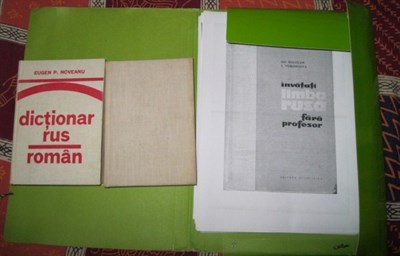 EUGEN P. NOVEANU
dicționar
rus
român
învățați
limba
rusă
fără
profesor